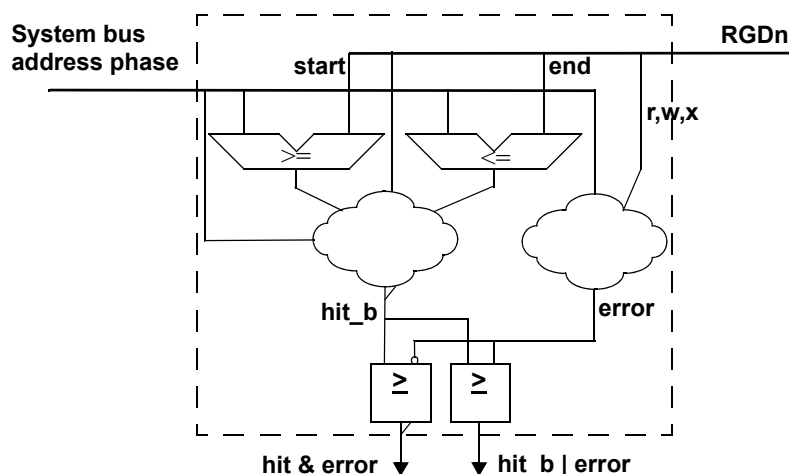 System bus
address phase
RGDn
start
end
r,w,x
>=
<=
hit_b
error
≥
≥
hit & error
hit_b | error